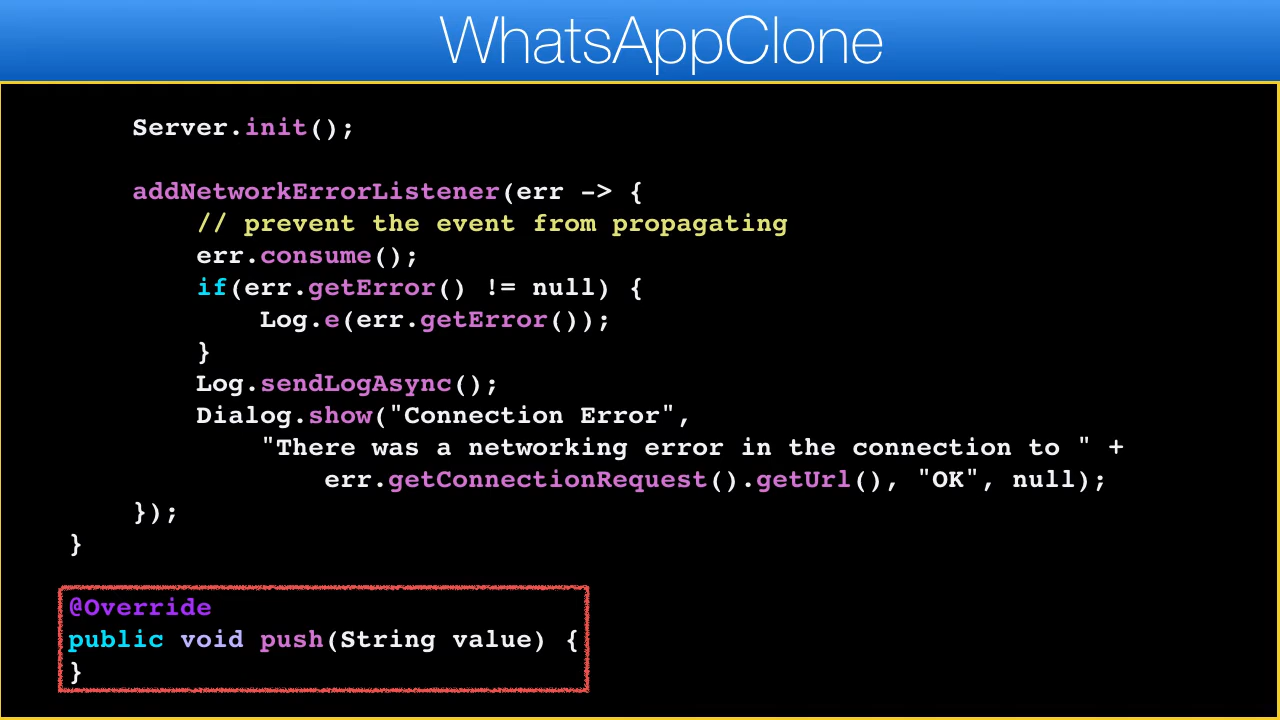 WhatsAppClone
Server.init();
addNetworkErrorListener(err -> {
// prevent the event from propagating
err.consume();
if(err.getError() != null) {
Log.e(err.getError());
}
Log.sendLogAsync();
Dialog.show("Connection Error",
"There was a networking error in the connection to " +
err.getConnectionRequest().getUrl(), "OK", null);
});
}
@Override
public void push(String value) {
}